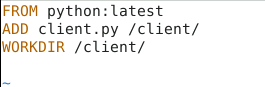 FROM python:latest
ADD client.py /client/
WORKDIR /client/
~